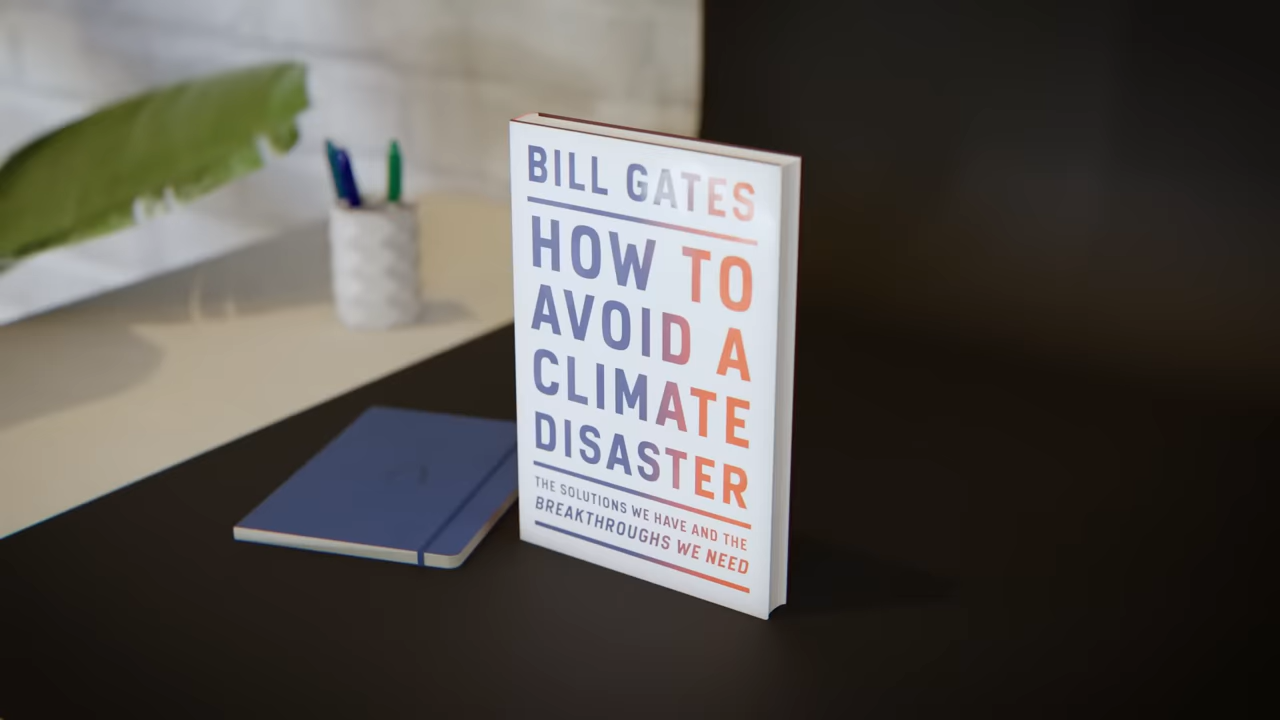 BILL GATES
HOW TO
AVOID A
CLIMATE
DISASTER
THE SOLUTIONS WE HAVE AND THE
BREAKTHROUGHS WE NEED